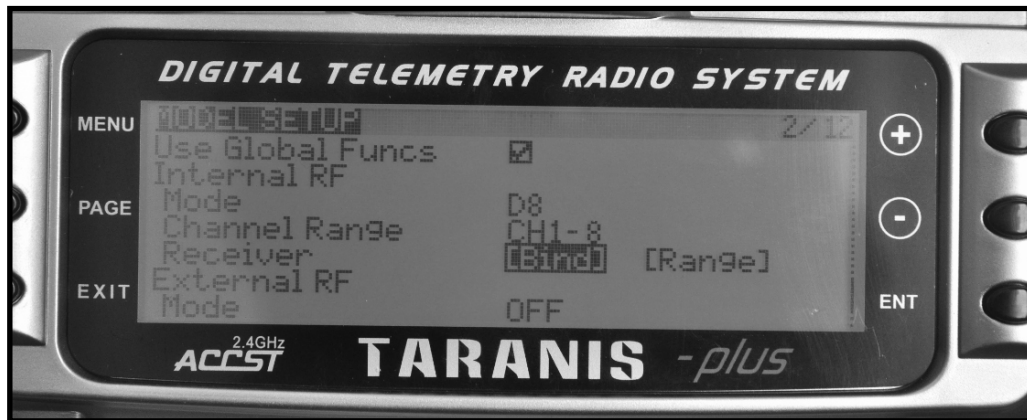 DIGITAL TELEMETRY RADIO SYSTEM
MENU
MODEL SETUP 2/12
Use Global Funcs
Internal RF
PAGE
Mode D8
Channel Range CH1-8
Receiver [Bind] [Range]
EXIT
External RF
Mode OFF
+
-
ENT
2.4GHz
ACCST TARANIS -plus